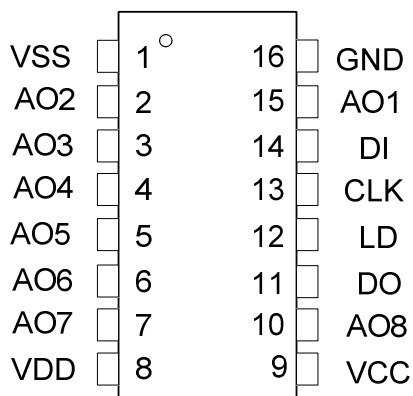 VSS 1 16 GND
AO2 2 15 AO1
AO3 3 14 DI
AO4 4 13 CLK
AO5 5 12 LD
AO6 6 11 DO
AO7 7 10 AO8
VDD 8 9 VCC